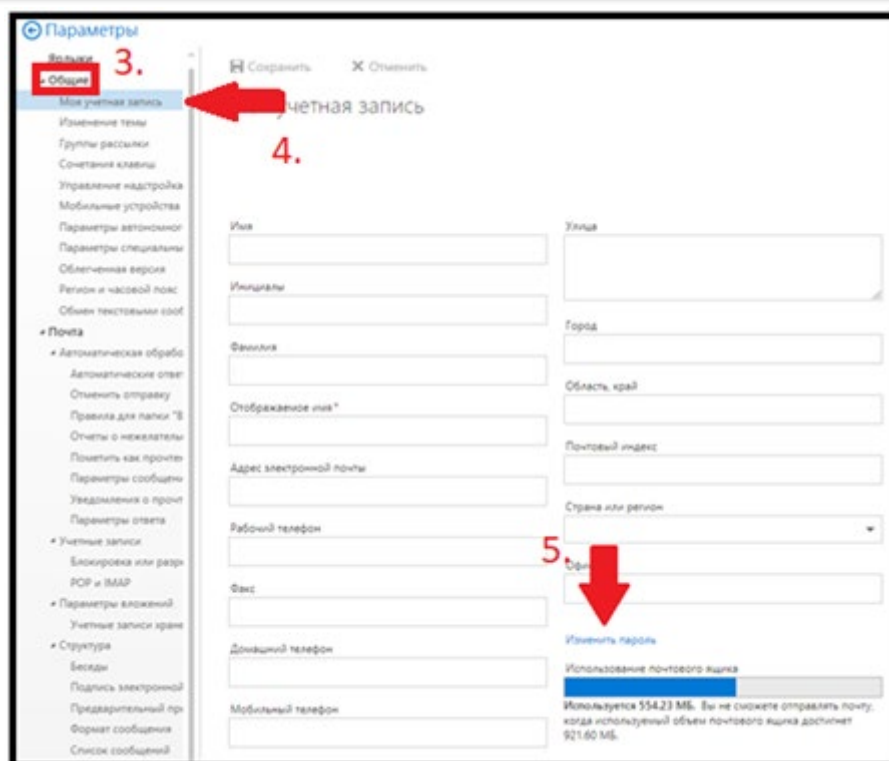 Параметры
Ярлыки
3.
Общие
Моя учетная запись
Изменение темы
Группы рассылки
Сочетания клавиш
Управление надстройка
Мобильные устройства
Параметры автономног
Параметры специальны
Облегченная версия
Регион и часовой пояс
Обмен текстовыми сооб
Почта
Автоматическая обрабо
Автоматические ответ
Отменить отправку
Правила для папки "В
Отчеты о нежелательн
Пометить как прочтен
Параметры сообщени
Уведомления о прочт
Параметры ответа
Учетные записи
Блокировка или разре
POP и IMAP
Параметры вложений
Учетные записи хране
Структура
Беседы
Подпись электронной
Предварительный про
Формат сообщения
Список сообщений
Сохранить
Отменить
учетная запись
4.
Имя
Инициалы
Фамилия
Отображаемое имя*
Адрес электронной почты
Рабочий телефон
Факс
Домашний телефон
Мобильный телефон
Улица
Город
Область, край
Почтовый индекс
Страна или регион
5.
Офи
Изменить пароль
Использование почтового ящика
Используется 554.23 МБ. Вы не сможете отправлять почту,
когда используемый объем почтового ящика достигнет
921.60 МБ.